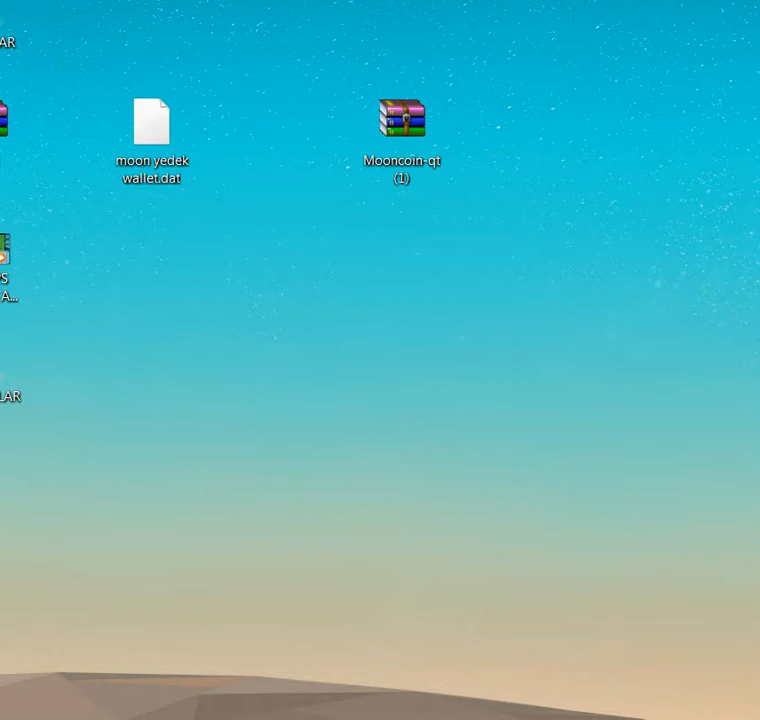 AR
moon yedek
wallet.dat
Mooncoin-qt
(1)
S
A...
LAR